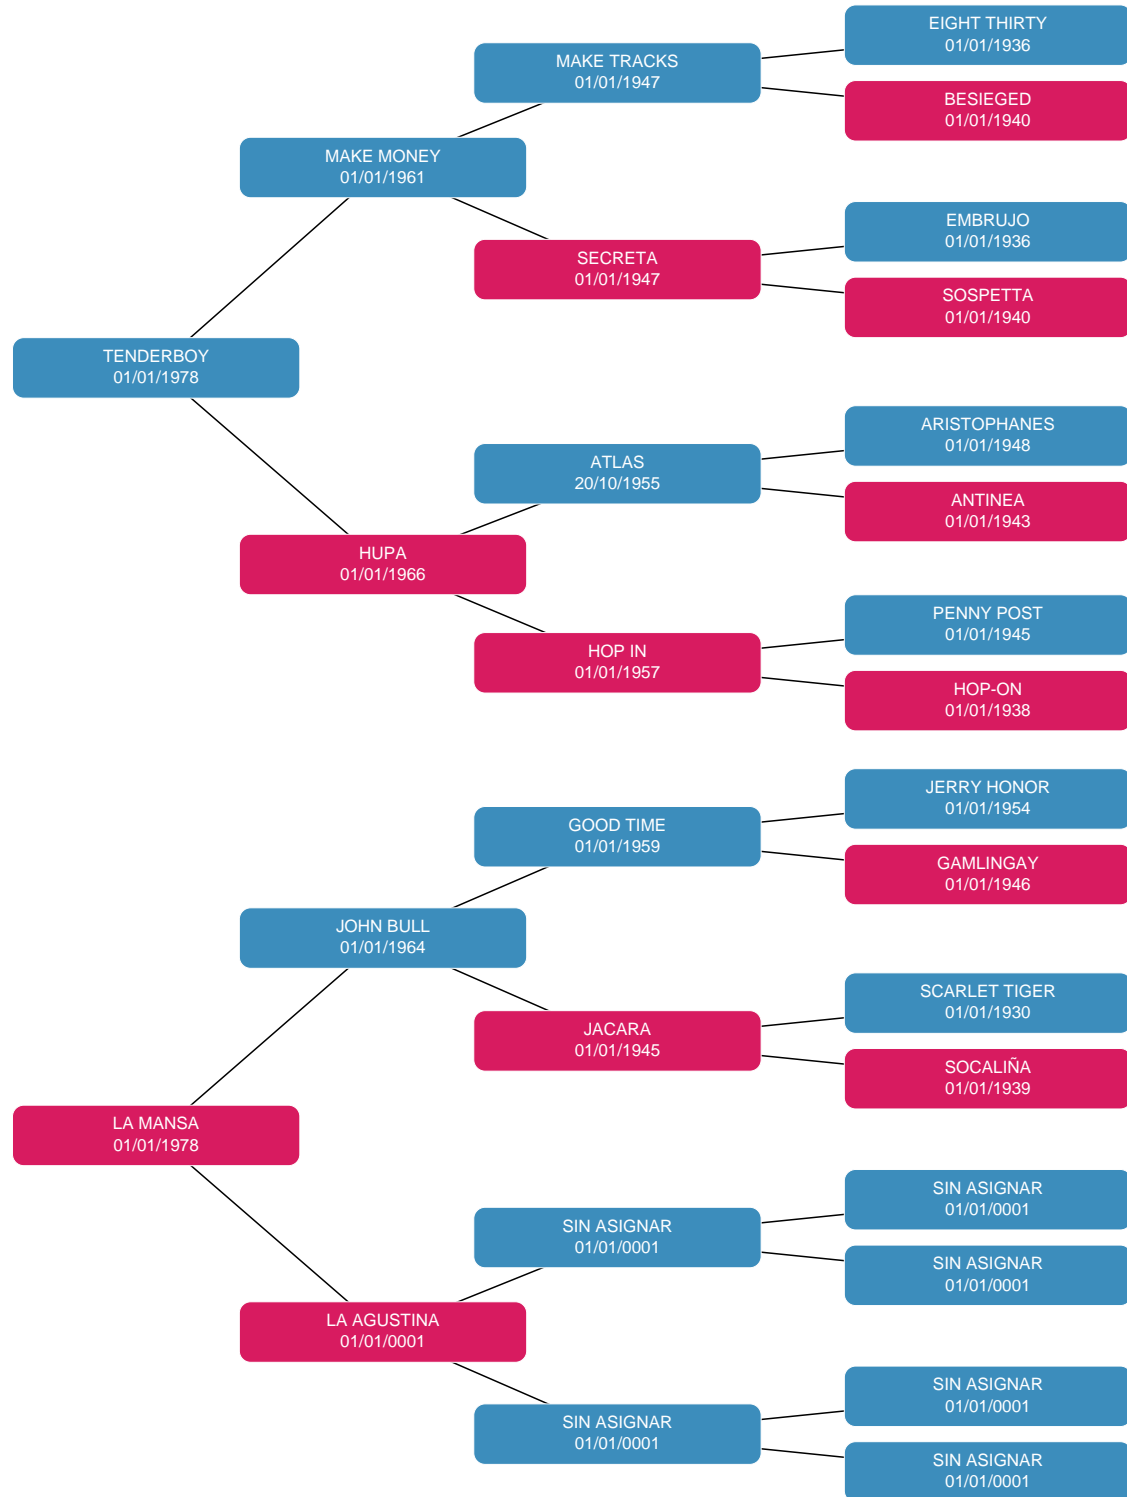 EIGHT THIRTY
01/01/1936
MAKE TRACKS
01/01/1947
BESIEGED
01/01/1940
MAKE MONEY
01/01/1961
EMBRUJO
01/01/1936
SECRETA
01/01/1947
SOSPETTA
01/01/1940
TENDERBOY
01/01/1978
ARISTOPHANES
01/01/1948
ATLAS
20/10/1955
ANTINEA
01/01/1943
HUPA
01/01/1966
PENNY POST
01/01/1945
HOP IN
01/01/1957
HOP-ON
01/01/1938
JERRY HONOR
01/01/1954
GOOD TIME
01/01/1959
GAMLINGAY
01/01/1946
JOHN BULL
01/01/1964
SCARLET TIGER
01/01/1930
JACARA
01/01/1945
SOCALIÑA
01/01/1939
LA MANSA
01/01/1978
SIN ASIGNAR
01/01/0001
SIN ASIGNAR
01/01/0001
SIN ASIGNAR
01/01/0001
LA AGUSTINA
01/01/0001
SIN ASIGNAR
01/01/0001
SIN ASIGNAR
01/01/0001
SIN ASIGNAR
01/01/0001